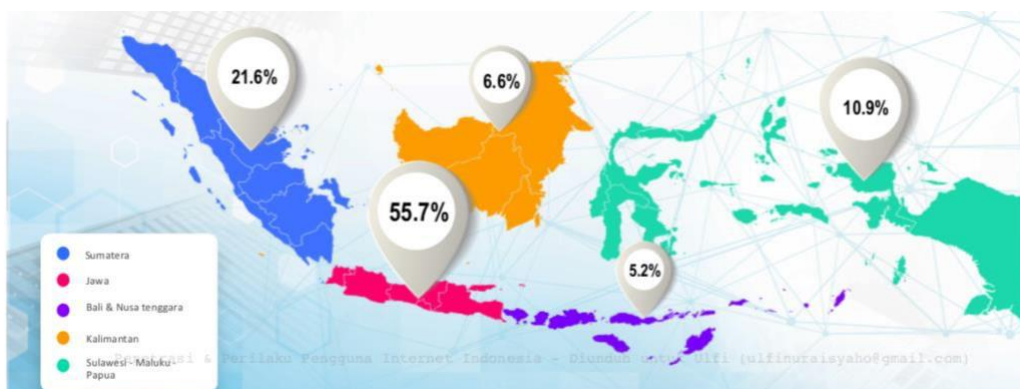 21.6%
6.6%
10.9%
55.7%
5.2%
Sumatera
Jawa
Bali & Nusa tenggara
Kalimantan
Sulawesi - Maluku -
Papua
& Perilaku Pengguna Internet Indonesia - Diunduh untuk Ulfi (ulfinuraisyaho@gmail.com)